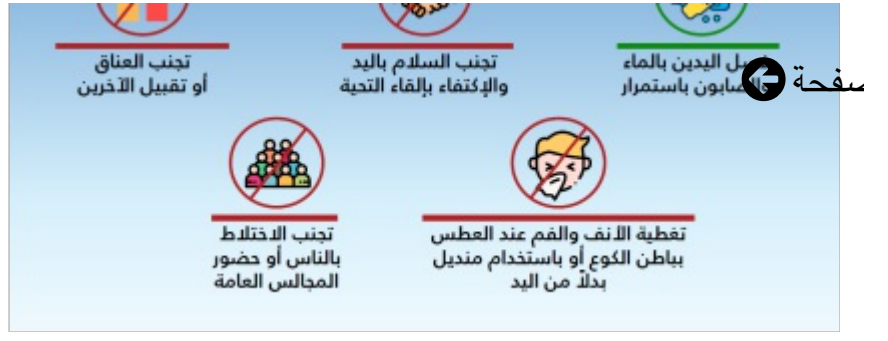 غسل اليدين بالماء
والصابون باستمرار
تجنب السلام باليد
والإكتفاء بإلقاء التحية
تجنب العناق
أو تقبيل الآخرين
صفحة
تغطية الأنف والفم عند العطس
بباطن الكوع أو باستخدام منديل
بدلاً من اليد
تجنب الاختلاط
بالناس أو حضور
المجالس العامة